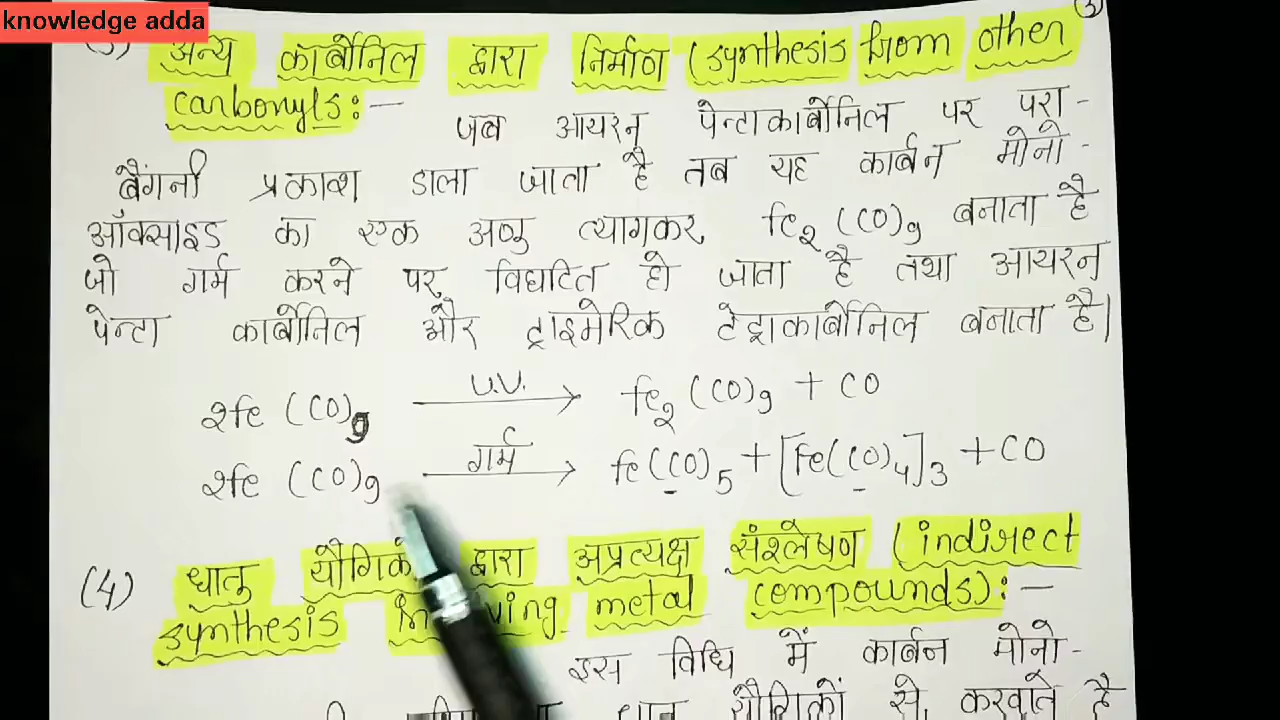 knowledge adda
(3) अन्य कार्बोनिल द्वारा निर्माण (synthesis from other
carbonyls:—
जब आयरन पेन्टाकार्बोनिल पर परा-
बैंगनी प्रकाश डाला जाता है तब यह कार्बन मोनो-
ऑक्साइड का एक अणु त्यागकर Fe₂(CO)₉ बनाता है
जो गर्म करने पर विघटित हो जाता है तथा आयरन
पेन्टा कार्बोनिल और ट्राइमेरिक टेट्राकार्बोनिल बनाता है।
2Fe (CO)₉ —U.V.→ Fe₂(CO)₉ + CO
2Fe (CO)₉ —गर्म→ Fe(CO)₅ + [Fe(CO)₄]₃ + CO
(4) धातु द्वारा अप्रत्यक्ष संश्लेषण (indirect
synthesis metal compounds):—
इस विधि में कार्बन मोनो-
यौगिकों से करवाते है